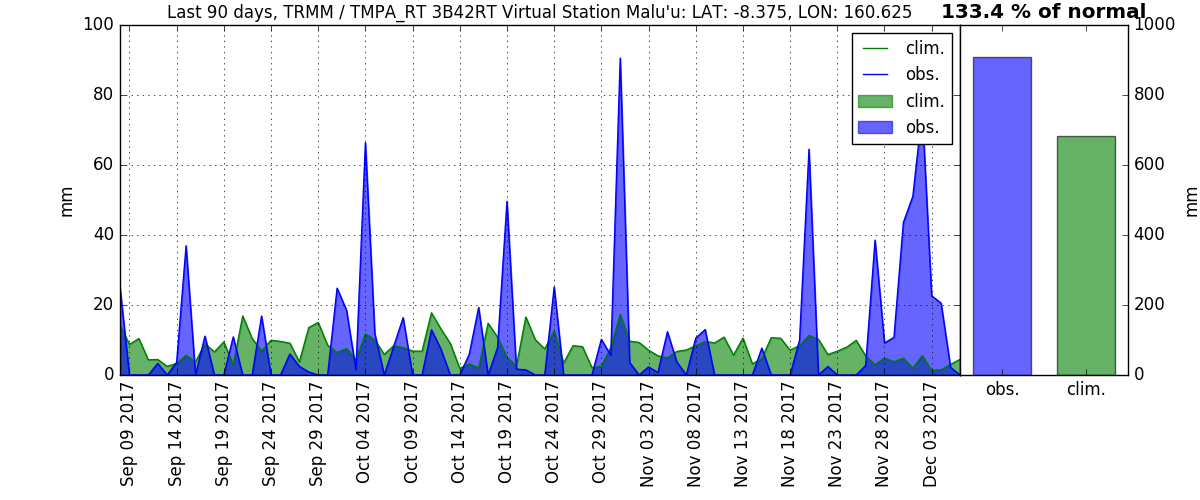 Last 90 days, TRMM / TMPA_RT 3B42RT Virtual Station Malu'u: LAT: -8.375, LON: 160.625
133.4 % of normal
100
80
60
40
20
0
mm
clim.
obs.
clim.
obs.
1000
800
600
400
200
0
mm
Sep 09 2017
Sep 14 2017
Sep 19 2017
Sep 24 2017
Sep 29 2017
Oct 04 2017
Oct 09 2017
Oct 14 2017
Oct 19 2017
Oct 24 2017
Oct 29 2017
Nov 03 2017
Nov 08 2017
Nov 13 2017
Nov 18 2017
Nov 23 2017
Nov 28 2017
Dec 03 2017
obs.
clim.